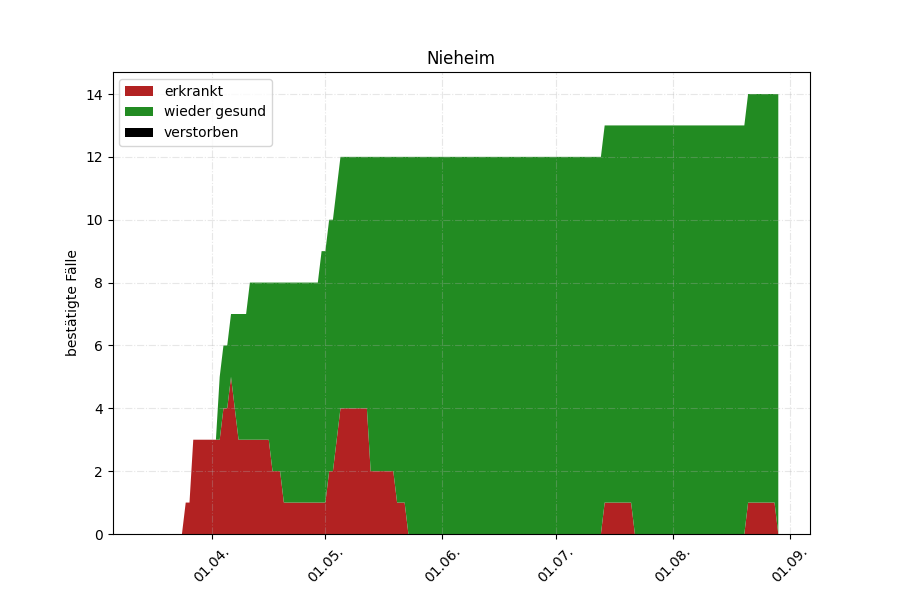 Nieheim
erkrankt
wieder gesund
verstorben
bestätigte Fälle
14
12
10
8
6
4
2
0
01.04.
01.05.
01.06.
01.07.
01.08.
01.09.